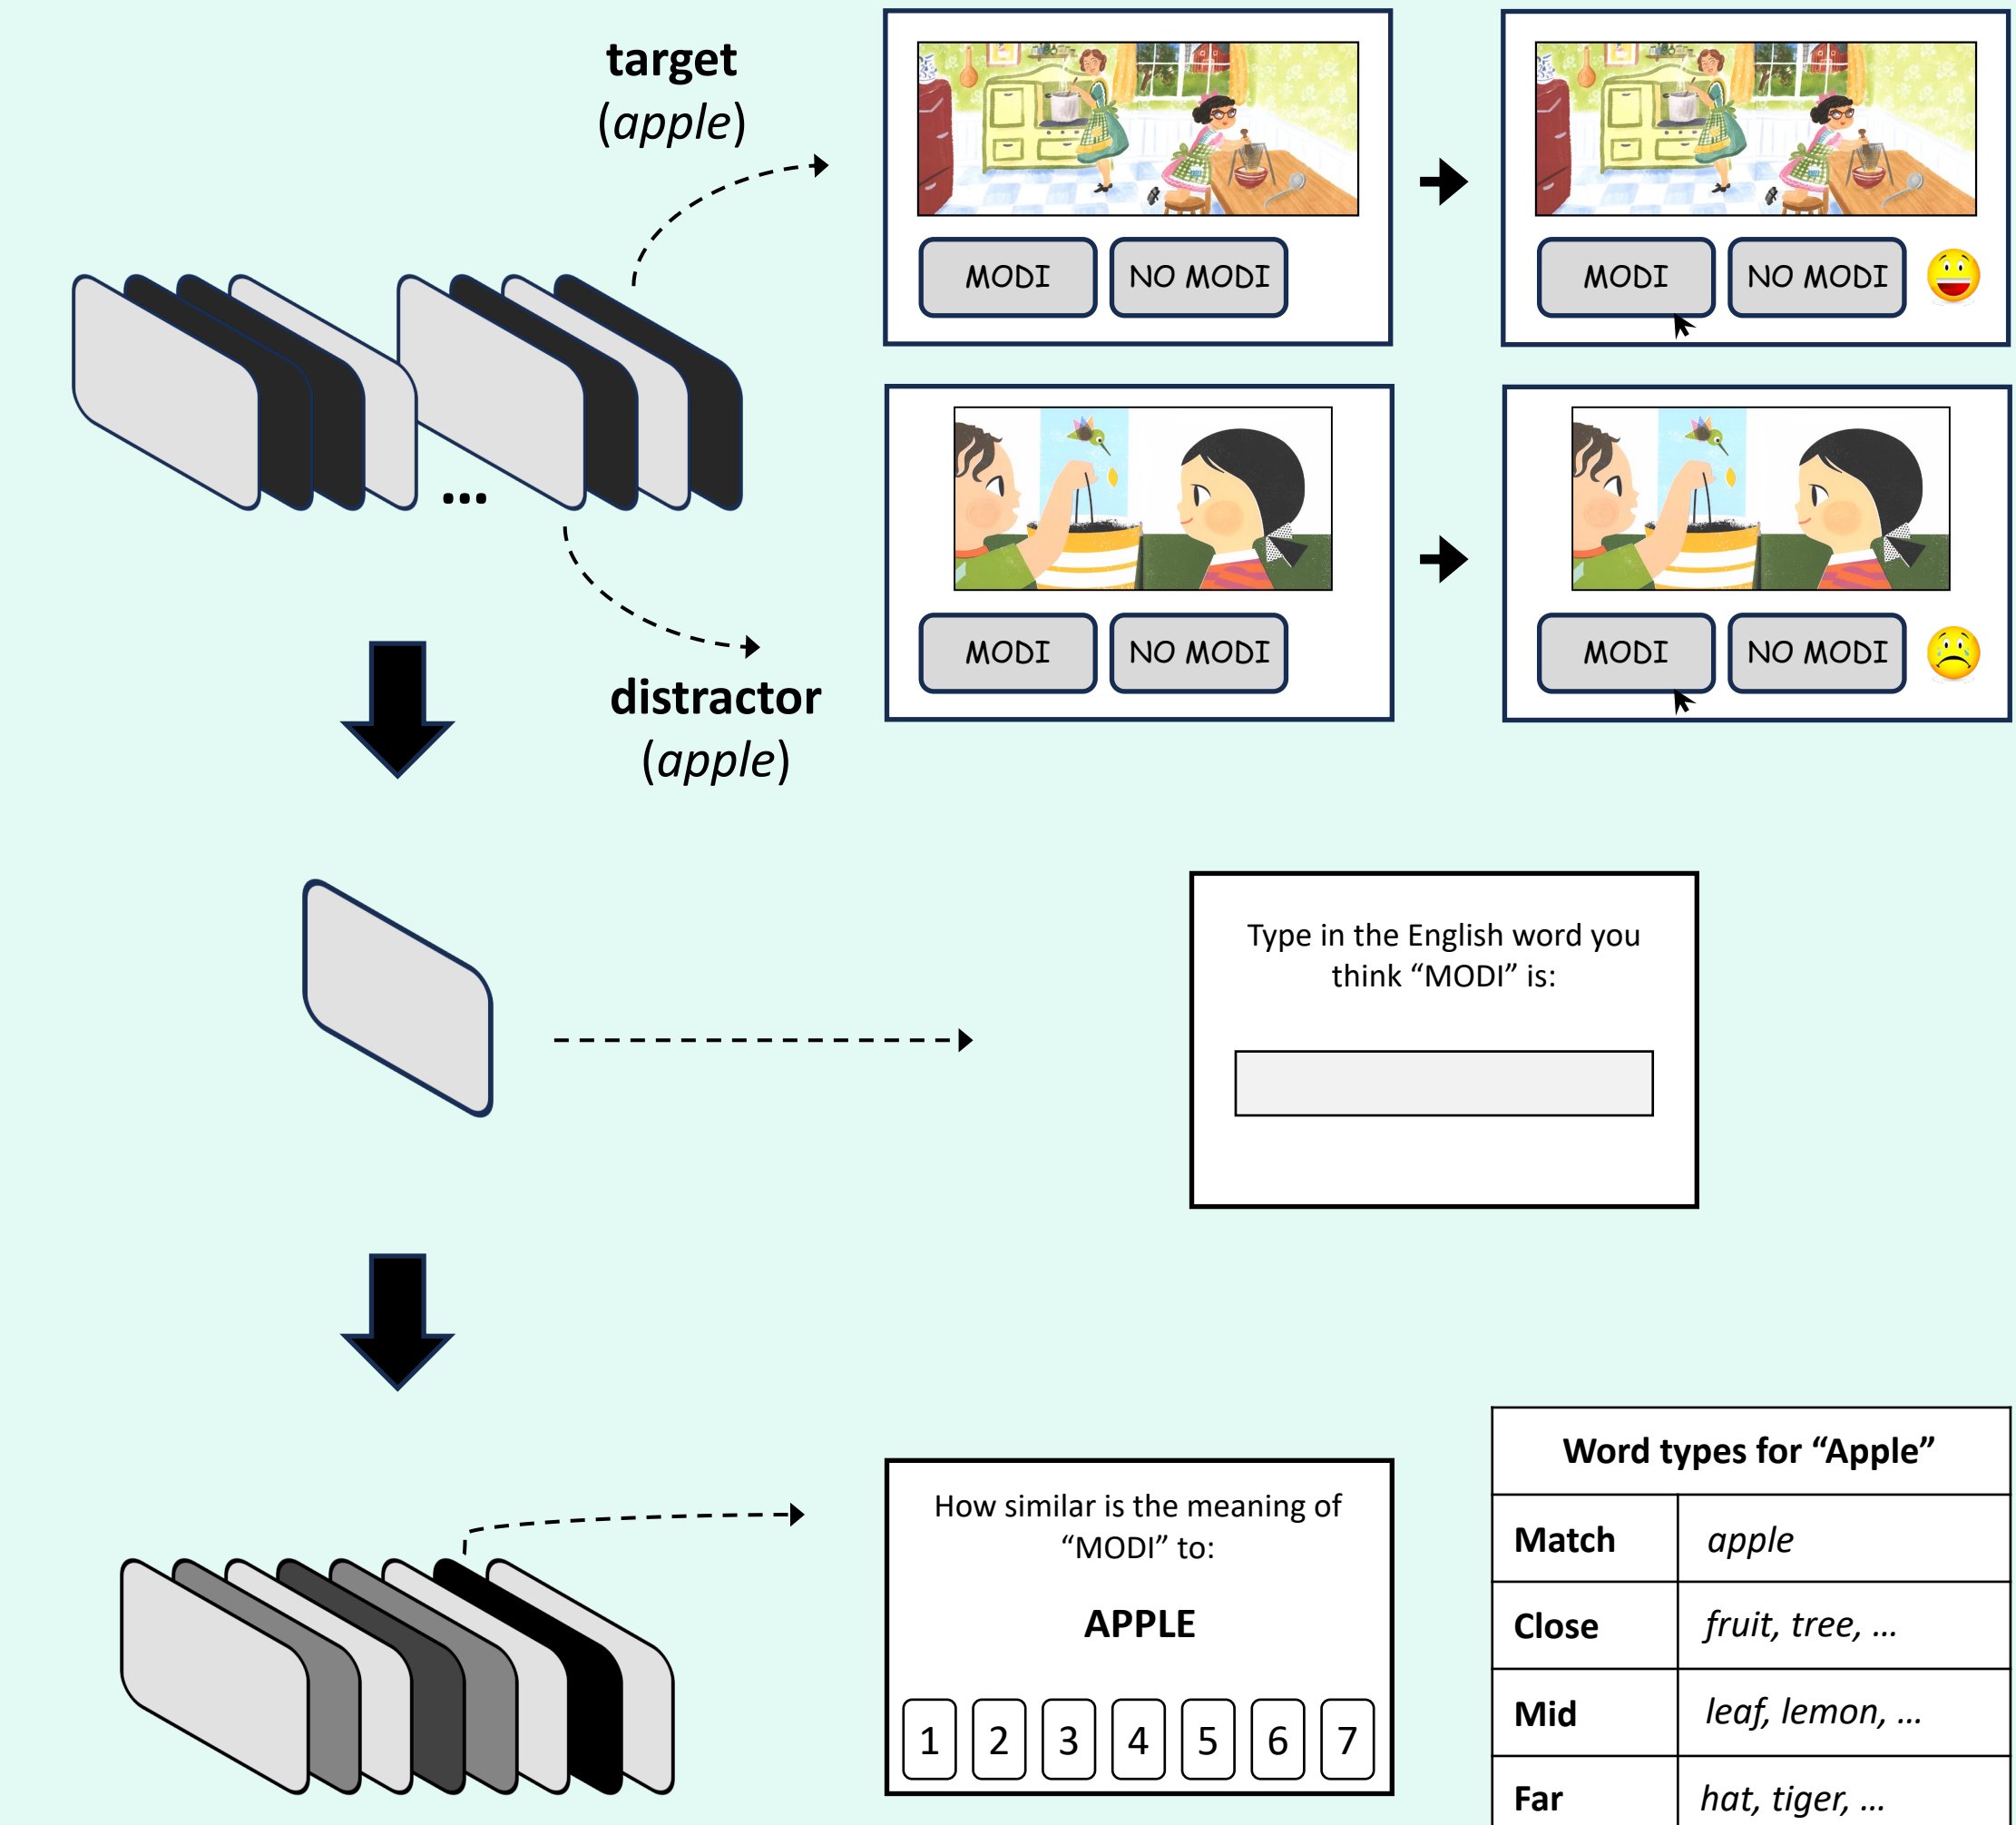 target
(apple)
MODI
NO MODI
MODI
NO MODI
...
distractor
(apple)
MODI
NO MODI
MODI
NO MODI
Type in the English word you
think “MODI” is:
How similar is the meaning of
“MODI” to:
APPLE
1 2 3 4 5 6 7
Word types for “Apple”
Match apple
Close fruit, tree, ...
Mid leaf, lemon, ...
Far hat, tiger, ...